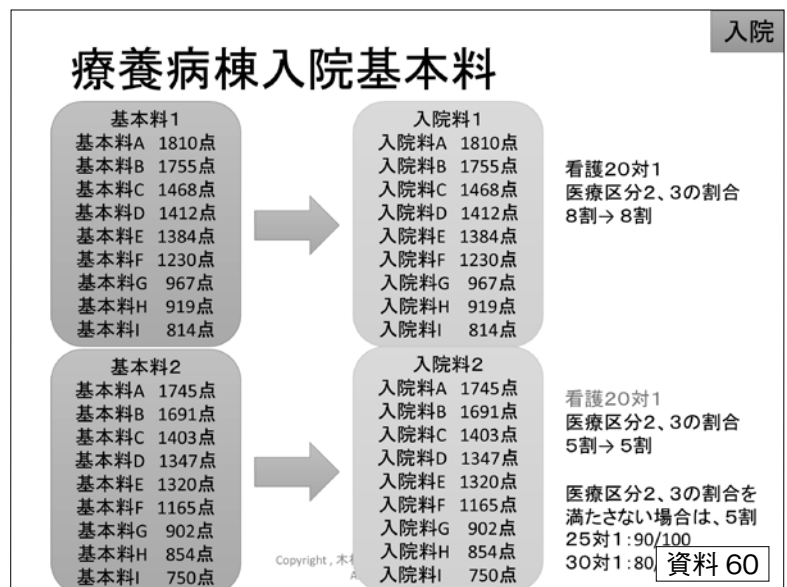 入院
療養病棟入院基本料
基本料1
基本料A 1810点
基本料B 1755点
基本料C 1468点
基本料D 1412点
基本料E 1384点
基本料F 1230点
基本料G 967点
基本料H 919点
基本料I 814点
入院料1
入院料A 1810点
入院料B 1755点
入院料C 1468点
入院料D 1412点
入院料E 1384点
入院料F 1230点
入院料G 967点
入院料H 919点
入院料I 814点
看護20対1
医療区分2、3の割合
8割→8割
基本料2
基本料A 1745点
基本料B 1691点
基本料C 1403点
基本料D 1347点
基本料E 1320点
基本料F 1165点
基本料G 902点
基本料H 854点
基本料I 750点
入院料2
入院料A 1745点
入院料B 1691点
入院料C 1403点
入院料D 1347点
入院料E 1320点
入院料F 1165点
入院料G 902点
入院料H 854点
入院料I 750点
看護20対1
医療区分2、3の割合
5割→5割
医療区分2、3の割合を
満たさない場合は、5割
25対1:90/100
30対1:80/
Copyright , 木
資料 60